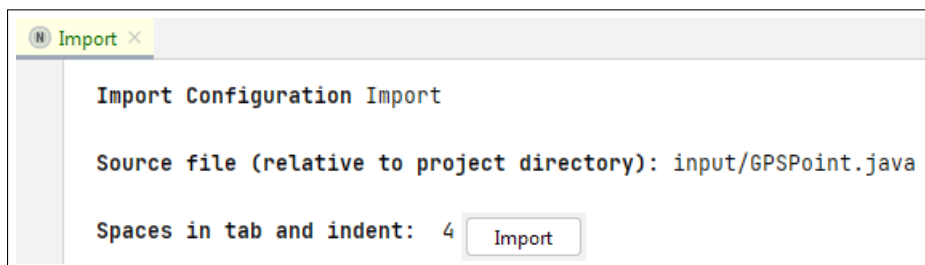 N Import ×
Import Configuration Import
Source file (relative to project directory): input/GPSPoint.java
Spaces in tab and indent: 4 Import